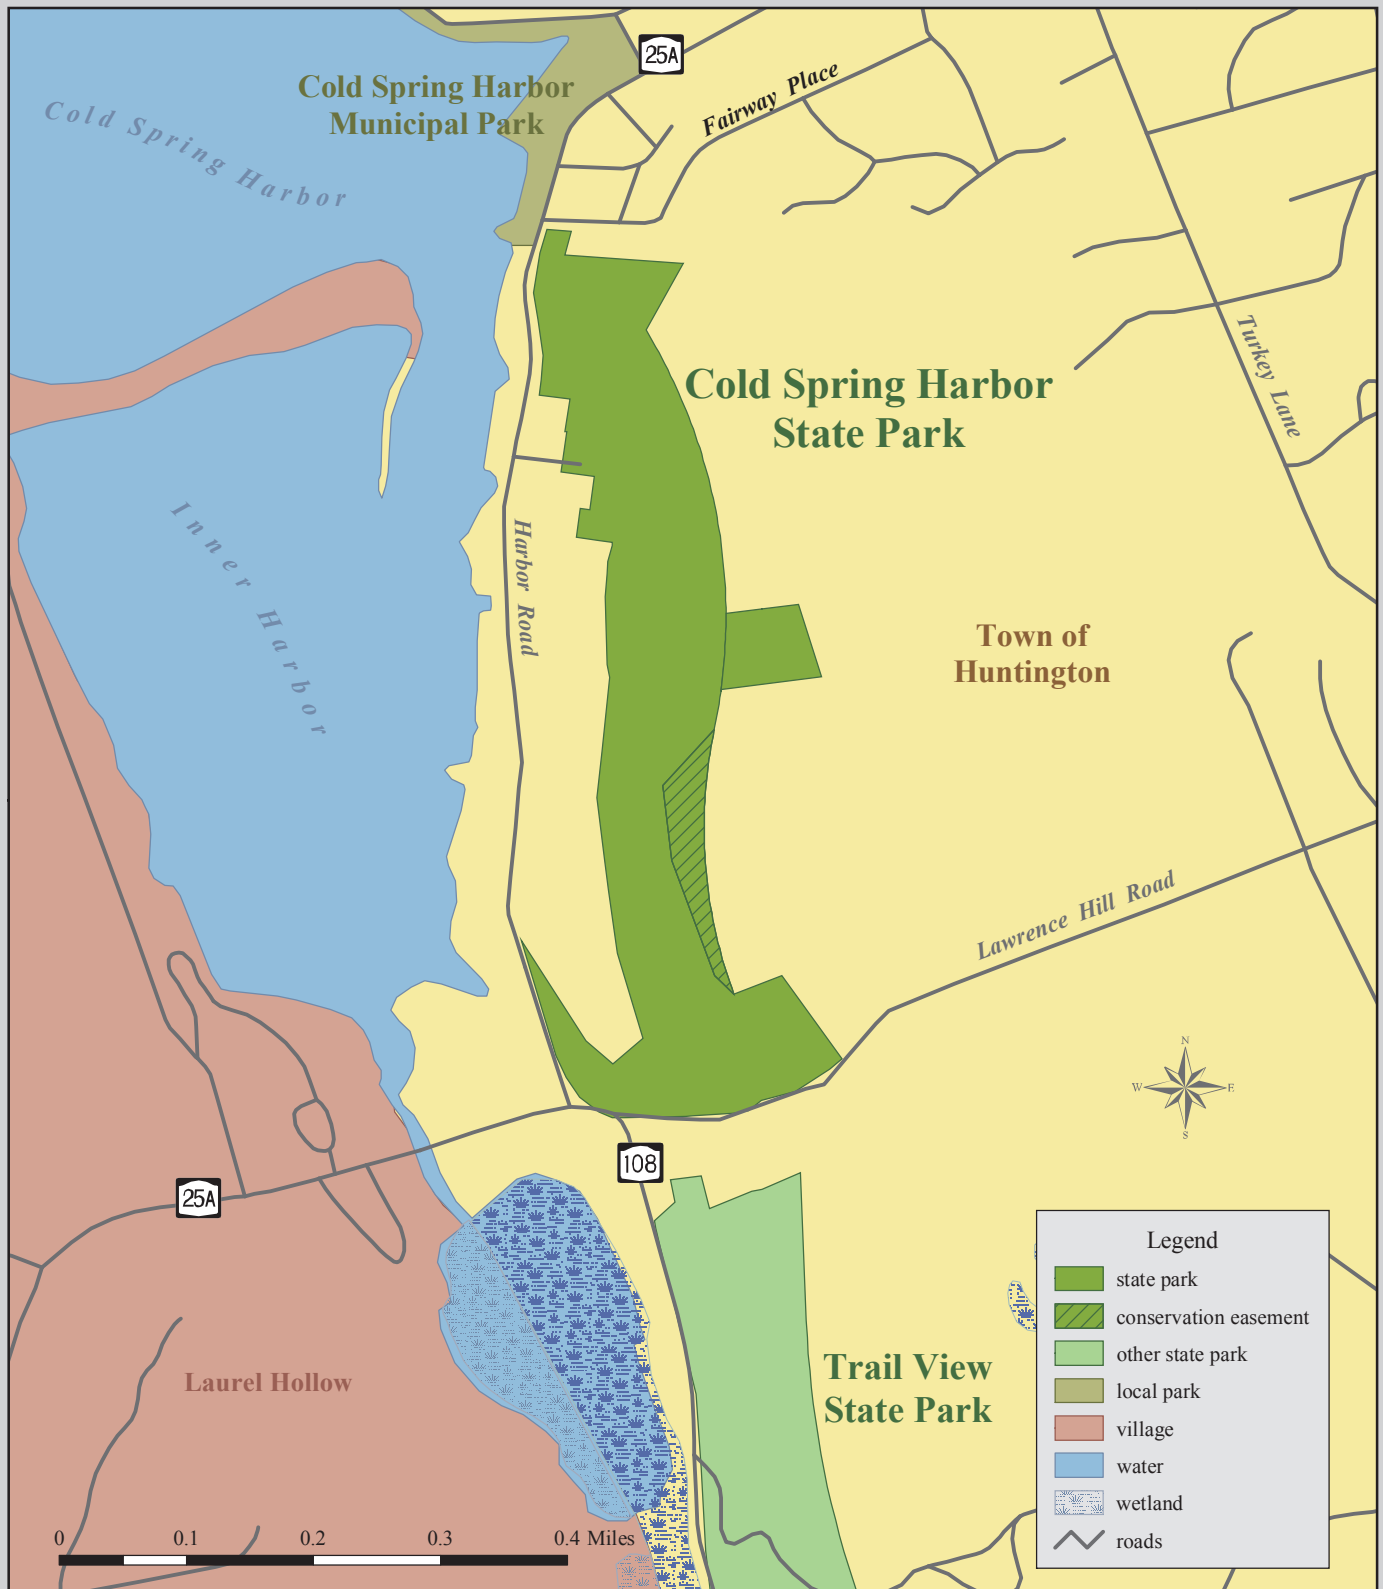 25A
Cold Spring Harbor
Municipal Park
Fairway Place
Cold Spring Harbor
Cold Spring Harbor
State Park
Turkey Lane
Inner Harbor
Harbor Road
Town of
Huntington
Lawrence Hill Road
N
W
E
S
108
25A
Legend
state park
conservation easement
other state park
local park
village
water
wetland
roads
Trail View
State Park
Laurel Hollow
0 0.1 0.2 0.3 0.4 Miles